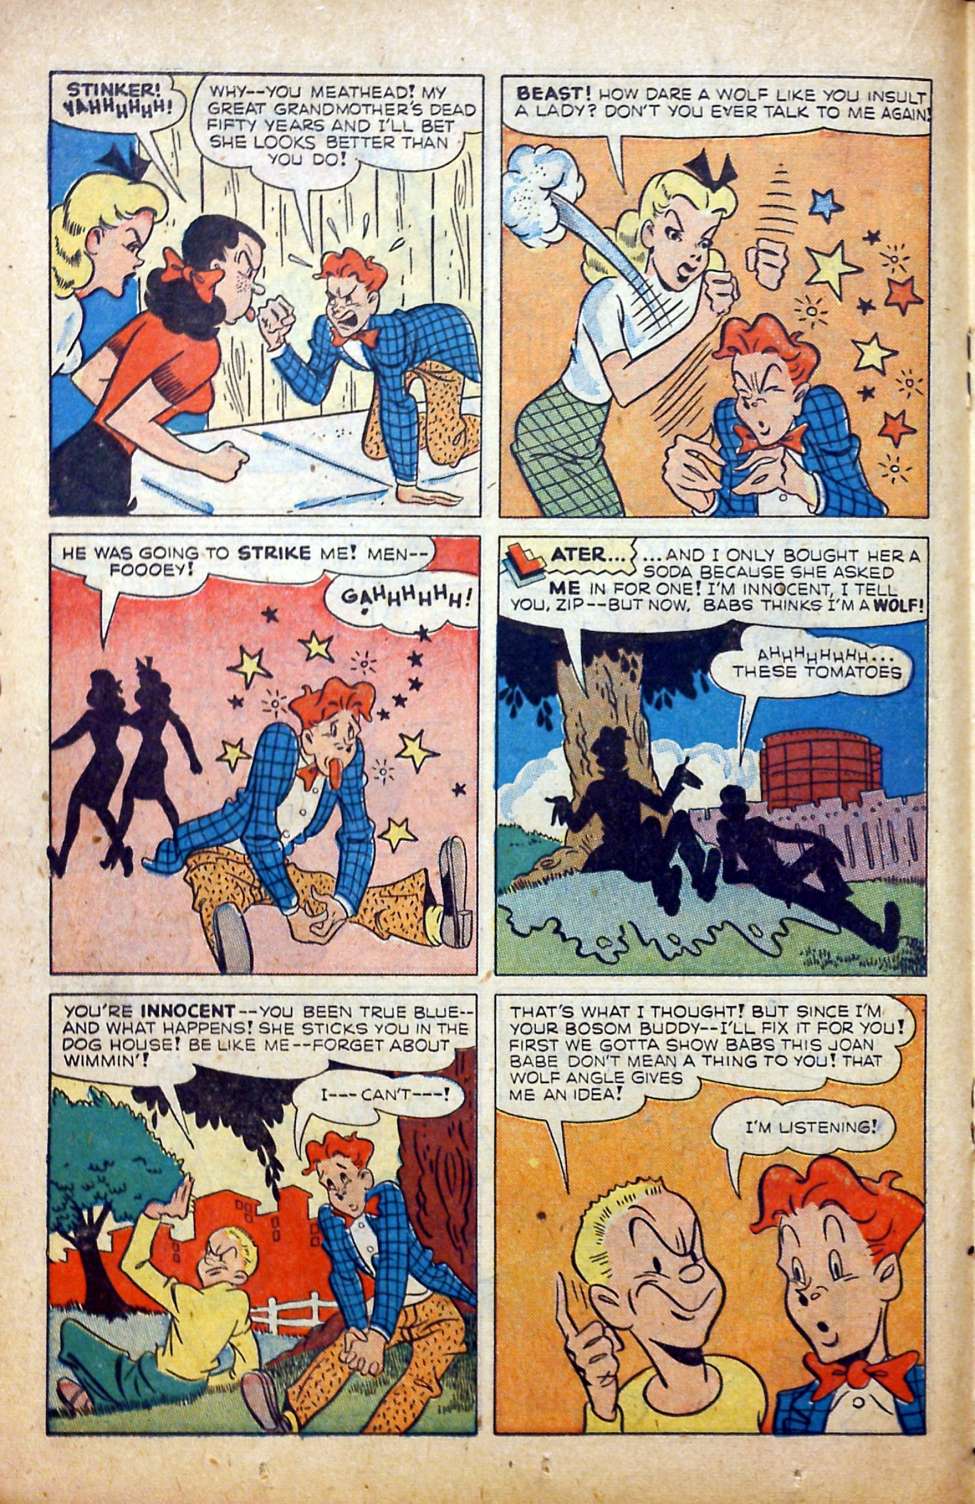 STINKER!
YAHHHHHH!
WHY--YOU MEATHEAD! MY
GREAT GRANDMOTHER'S DEAD
FIFTY YEARS AND I'LL BET
SHE LOOKS BETTER THAN
YOU DO!
BEAST! HOW DARE A WOLF LIKE YOU INSULT
A LADY? DON'T YOU EVER TALK TO ME AGAIN!
HE WAS GOING TO STRIKE ME! MEN--
FOOOEY!
GAHHHHHH!
LATER...
...AND I ONLY BOUGHT HER A
SODA BECAUSE SHE ASKED
ME IN FOR ONE! I'M INNOCENT, I TELL
YOU, ZIP--BUT NOW, BABS THINKS I'M A WOLF!
AHHHHHHHH...
THESE TOMATOES
YOU'RE INNOCENT--YOU BEEN TRUE BLUE--
AND WHAT HAPPENS! SHE STICKS YOU IN THE
DOG HOUSE! BE LIKE ME--FORGET ABOUT
WIMMIN'!
I--- CAN'T---!
THAT'S WHAT I THOUGHT! BUT SINCE I'M
YOUR BOSOM BUDDY--I'LL FIX IT FOR YOU!
FIRST WE GOTTA SHOW BABS THIS JOAN
BABE DON'T MEAN A THING TO YOU! THAT
WOLF ANGLE GIVES
ME AN IDEA!
I'M LISTENING!